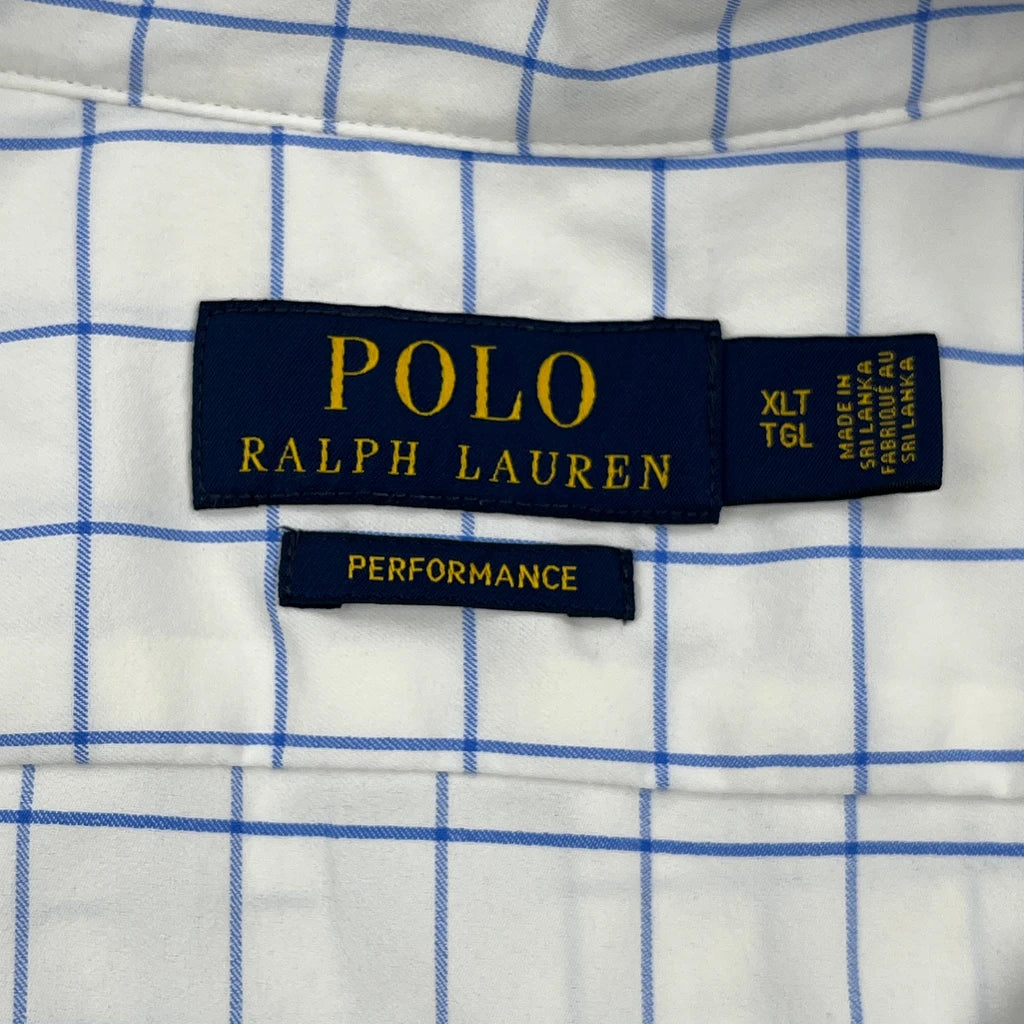 POLO
RALPH LAUREN
XLT
TGL
MADE IN
SRI LANKA
FABRIQUÉ AU
SRI LANKA
PERFORMANCE